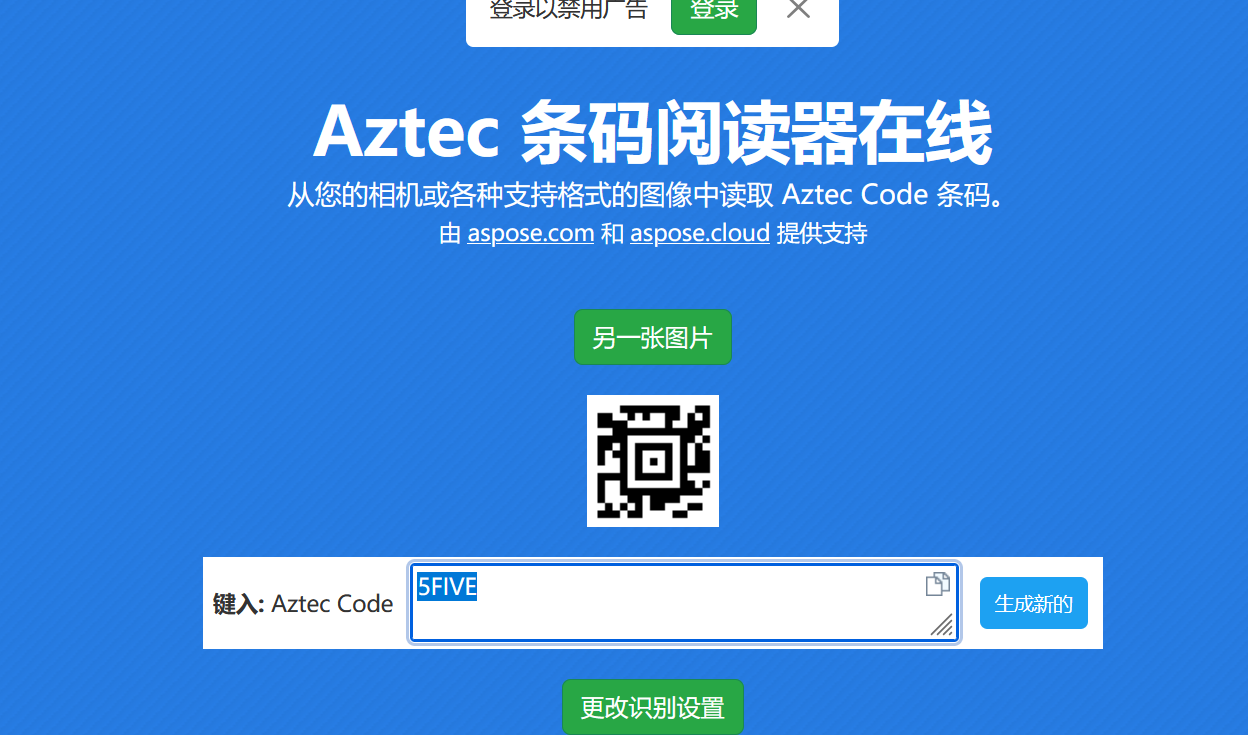 登录以禁用广告 登录
Aztec 条码阅读器在线
从您的相机或各种支持格式的图像中读取 Aztec Code 条码。
由 aspose.com 和 aspose.cloud 提供支持
另一张图片
键入: Aztec Code 5FIVE 生成新的
更改识别设置